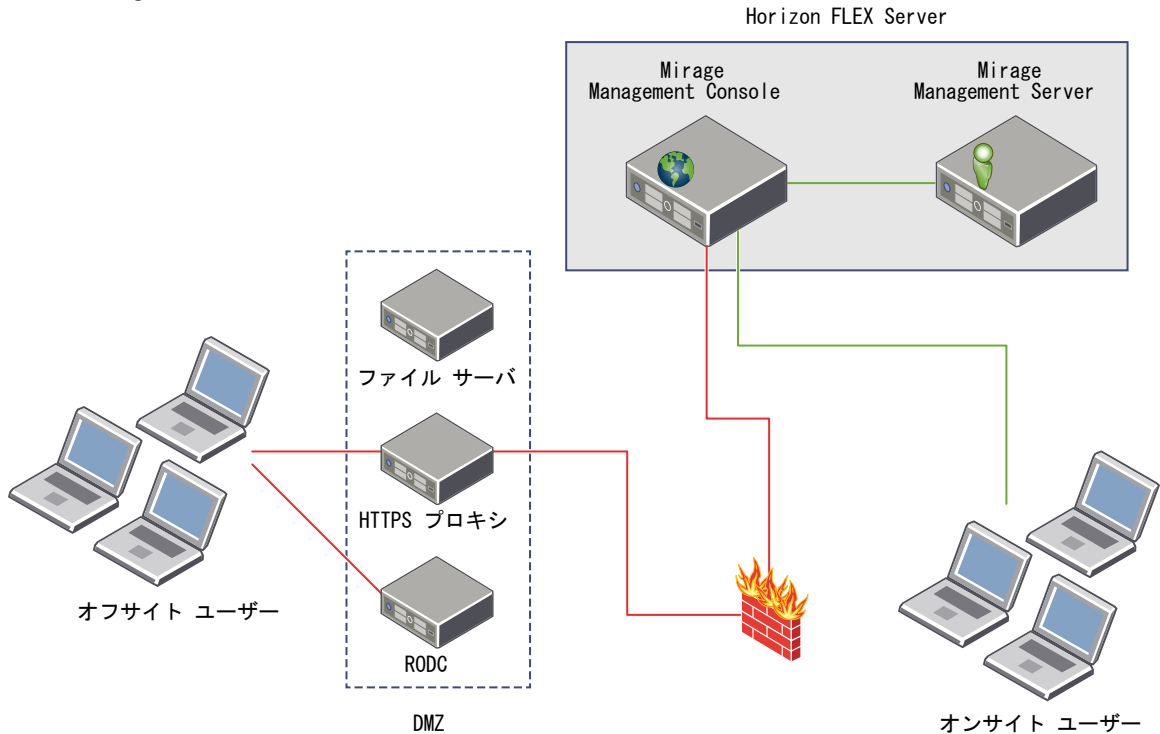 Horizon FLEX Server
Mirage
Management Console
Mirage
Management Server
ファイル サーバ
HTTPS プロキシ
RODC
DMZ
オフサイト ユーザー
オンサイト ユーザー